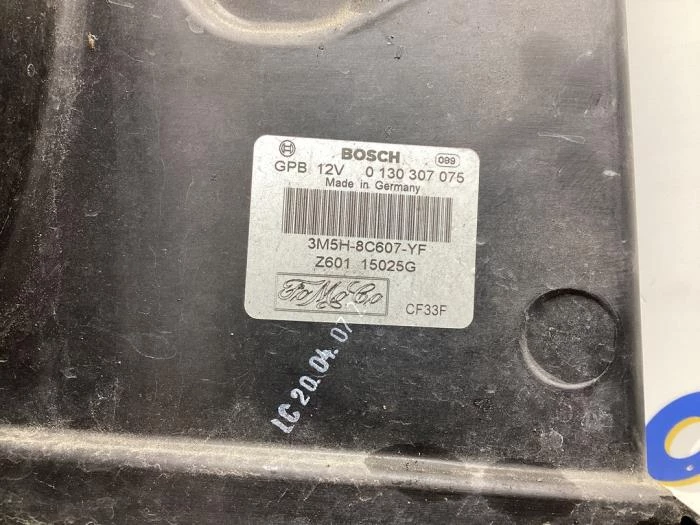 BOSCH 099
GPB 12V 0 130 307 075
Made in Germany
3M5H-8C607-YF
Z601 15025G
FoMoCo CF33F
LC 20.04.07